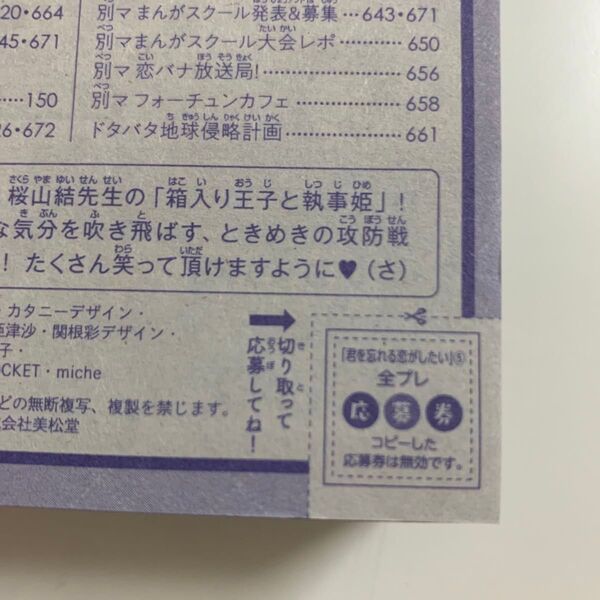 20・664
別マまんがスクール発表&募集…643・671
45・671
別マまんがスクール大会レポ……650
別マ 恋バナ放送局!……656
……150
別マ フォーチュンカフェ……658
26・672
ドタバタ地球侵略計画……661
桜山結先生の「箱入り王子と執事姫」!
な気分を吹き飛ばす、ときめきの攻防戦
! たくさん笑って頂けますように♥(さ)
・カタニーデザイン・
亜津沙・関根彩デザイン・
子・
OCKET・miche
どの無断複写、複製を禁じます。
会社美松堂
切り取って
応募してね!
「君を忘れる恋がしたい」⑤
全プレ
応募券
コピーした
応募券は無効です。